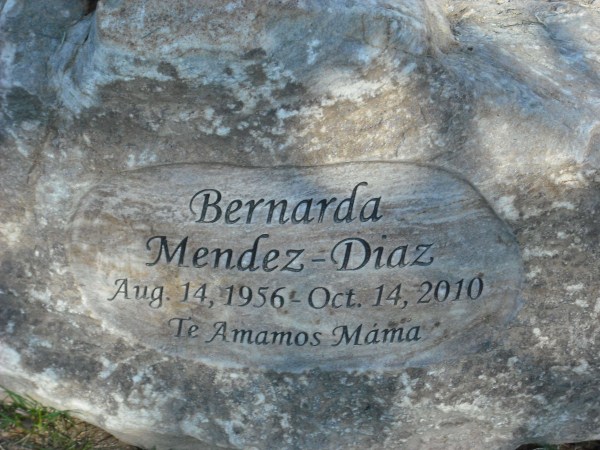 Bernarda
Mendez-Diaz
Aug. 14, 1956 - Oct. 14, 2010
Te Amamos Máma